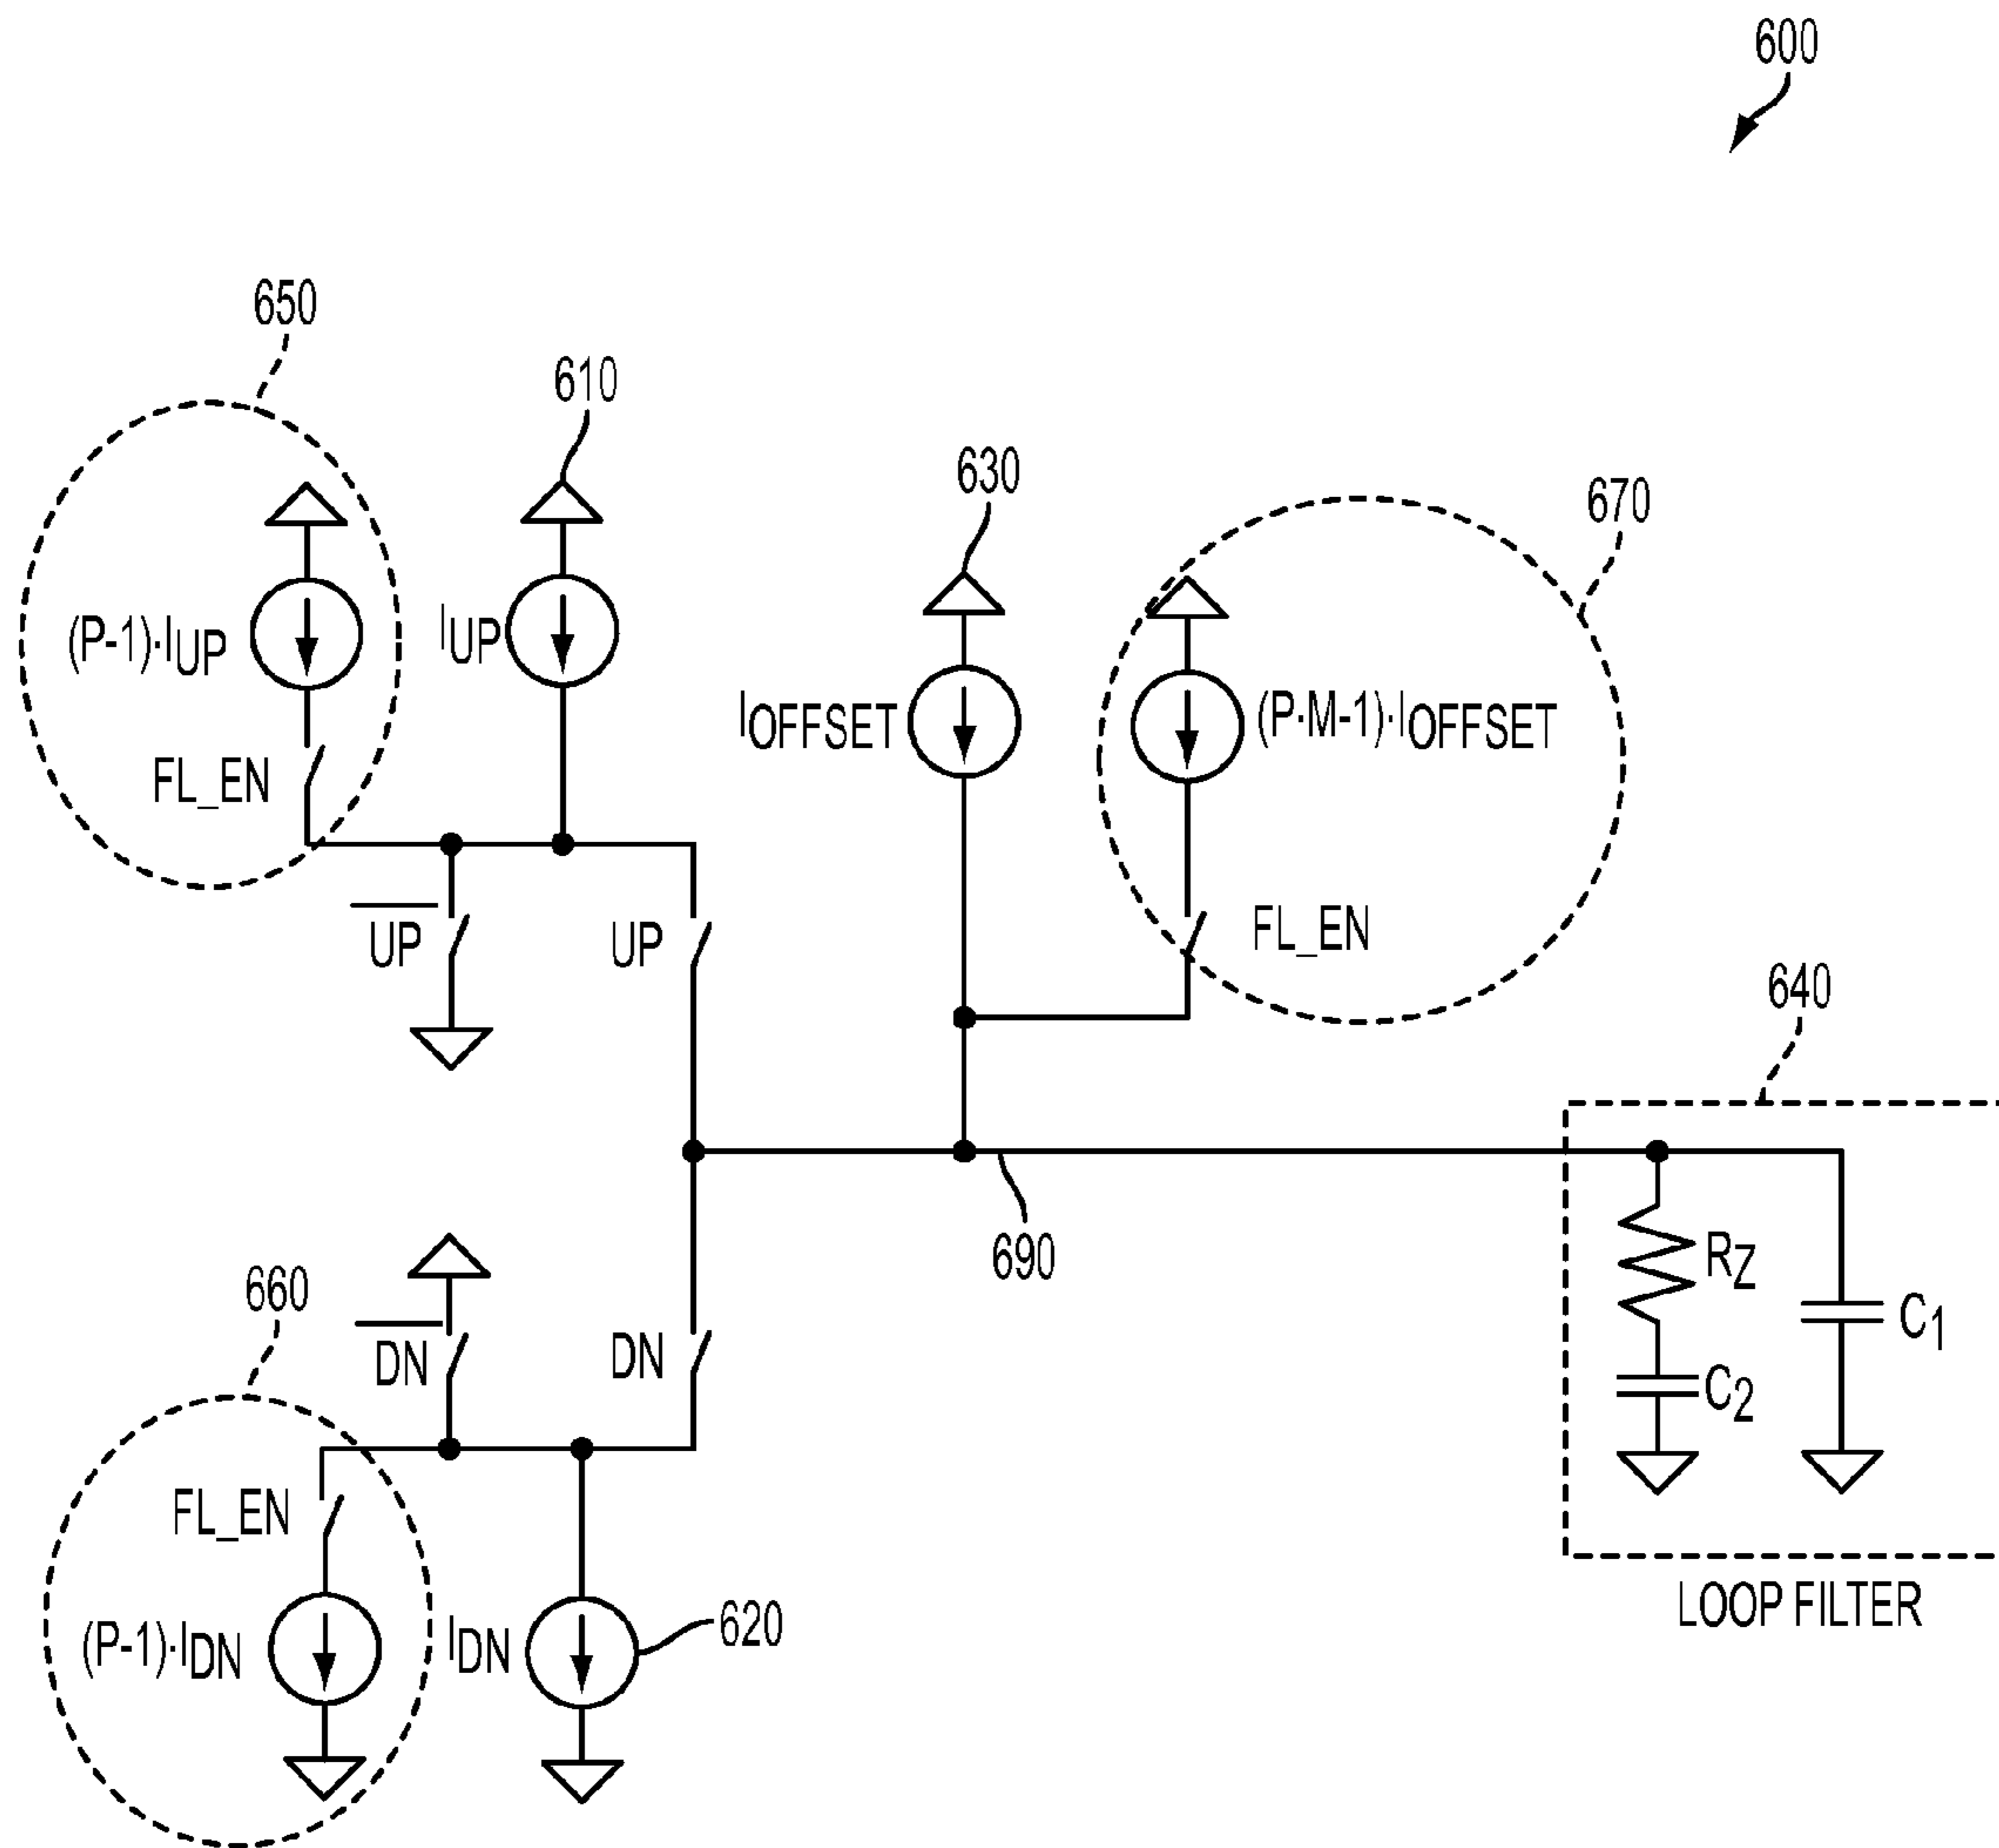 600
650
610
630
670
(P-1)·IUP
IUP
IOFFSET
(P·M-1)·IOFFSET
FL_EN
UP
UP
FL_EN
640
690
660
DN
DN
RZ
C1
C2
FL_EN
(P-1)·IDN
IDN
620
LOOP FILTER